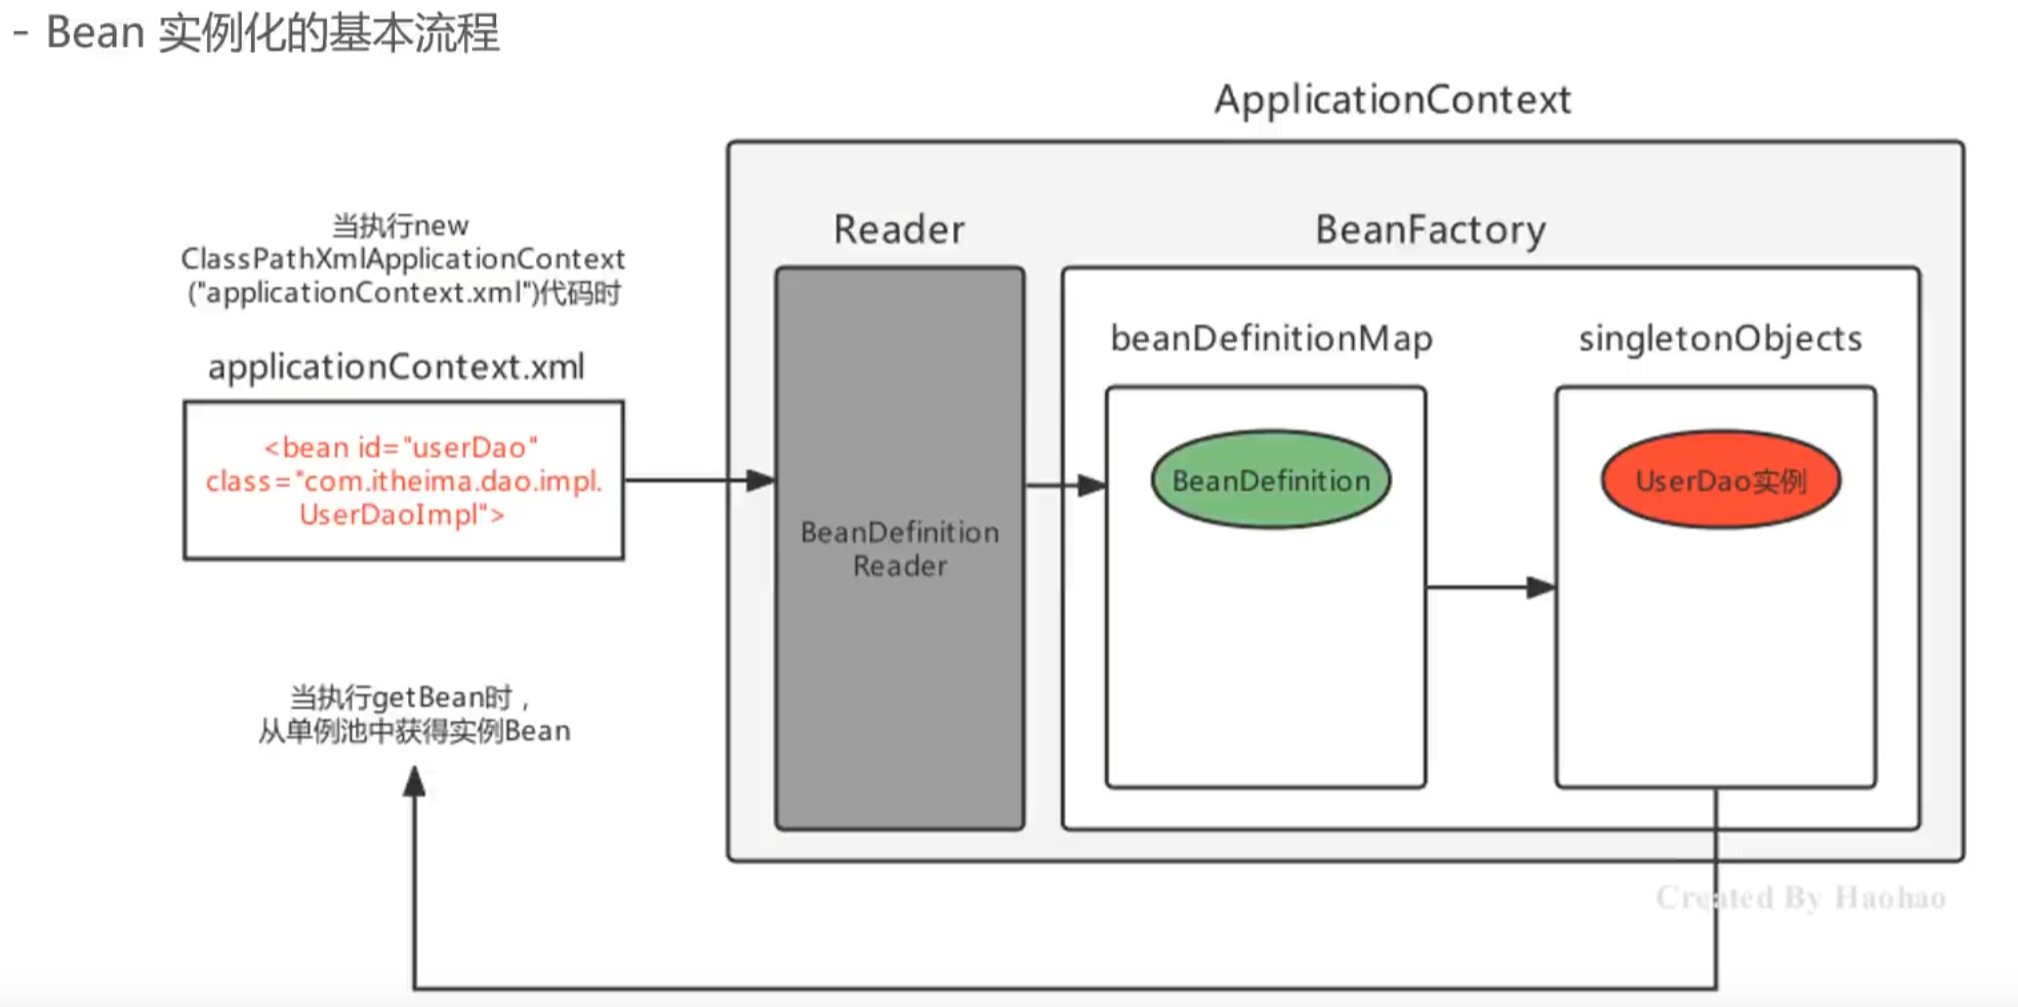 - Bean 实例化的基本流程
ApplicationContext
当执行new
ClassPathXmlApplicationContext
("applicationContext.xml")代码时
applicationContext.xml
<bean id="userDao"
class="com.itheima.dao.impl.
UserDaoImpl">
Reader
BeanDefinition
Reader
BeanFactory
beanDefinitionMap
BeanDefinition
singletonObjects
UserDao实例
当执行getBean时，
从单例池中获得实例Bean
Created By Haohao